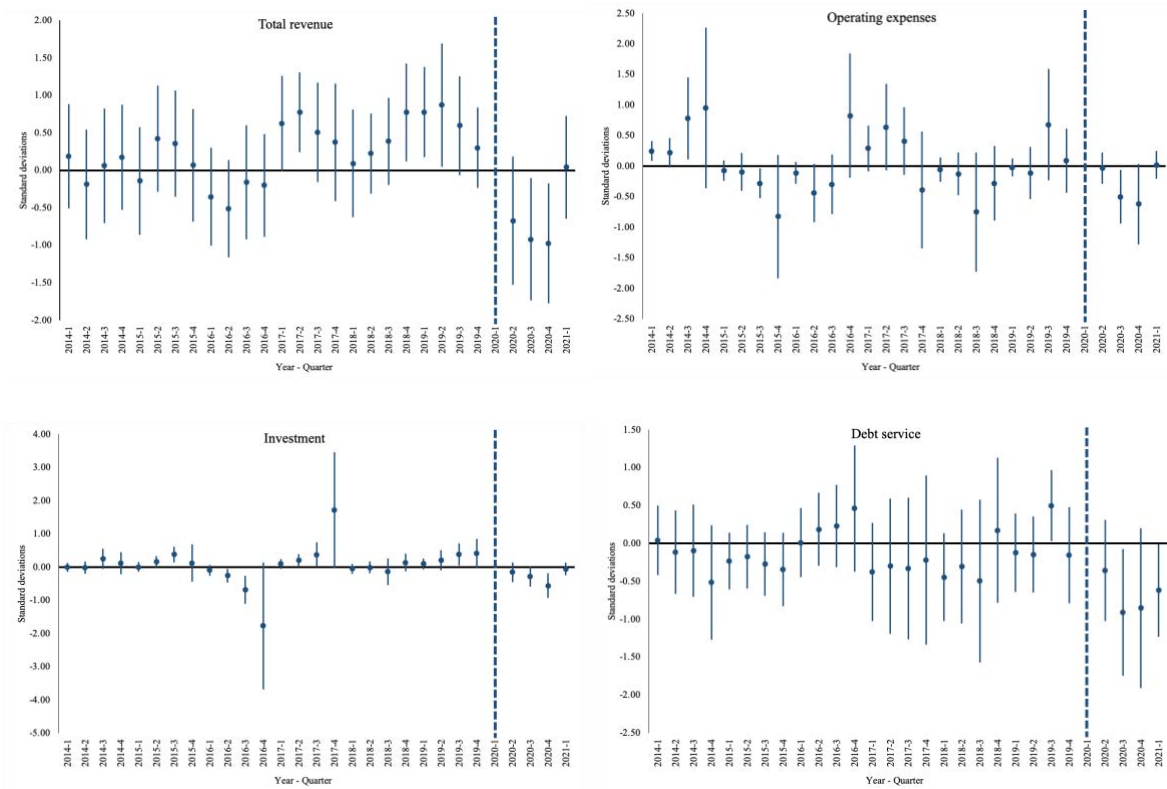 Total revenue
Standard deviations
2.00
1.50
1.00
0.50
0.00
-0.50
-1.00
-1.50
-2.00
2014-1 2014-2 2014-3 2014-4 2015-1 2015-2 2015-3 2015-4 2016-1 2016-2 2016-3 2016-4 2017-1 2017-2 2017-3 2017-4 2018-1 2018-2 2018-3 2018-4 2019-1 2019-2 2019-3 2019-4 2020-1 2020-2 2020-3 2020-4 2021-1
Year - Quarter
Operating expenses
Standard deviations
2.50
2.00
1.50
1.00
0.50
0.00
-0.50
-1.00
-1.50
-2.00
-2.50
2014-1 2014-2 2014-3 2014-4 2015-1 2015-2 2015-3 2015-4 2016-1 2016-2 2016-3 2016-4 2017-1 2017-2 2017-3 2017-4 2018-1 2018-2 2018-3 2018-4 2019-1 2019-2 2019-3 2019-4 2020-1 2020-2 2020-3 2020-4 2021-1
Year - Quarter
Investment
Standard deviations
4.00
3.00
2.00
1.00
0.00
-1.00
-2.00
-3.00
-4.00
-5.00
2014-1 2014-2 2014-3 2014-4 2015-1 2015-2 2015-3 2015-4 2016-1 2016-2 2016-3 2016-4 2017-1 2017-2 2017-3 2017-4 2018-1 2018-2 2018-3 2018-4 2019-1 2019-2 2019-3 2019-4 2020-1 2020-2 2020-3 2020-4 2021-1
Year - Quarter
Debt service
Standard deviations
1.50
1.00
0.50
0.00
-0.50
-1.00
-1.50
-2.00
-2.50
2014-1 2014-2 2014-3 2014-4 2015-1 2015-2 2015-3 2015-4 2016-1 2016-2 2016-3 2016-4 2017-1 2017-2 2017-3 2017-4 2018-1 2018-2 2018-3 2018-4 2019-1 2019-2 2019-3 2019-4 2020-1 2020-2 2020-3 2020-4 2021-1
Year - Quarter